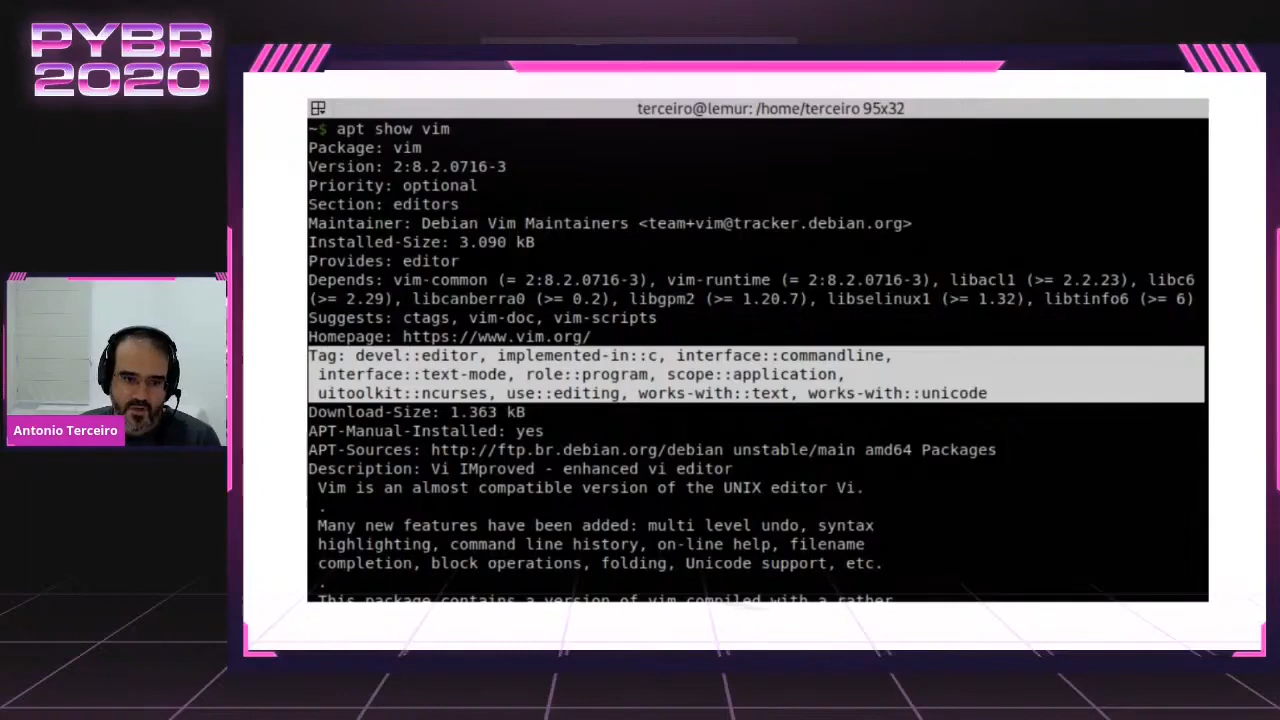 PYBR
2020
terceiro@lemur: /home/terceiro 95x32
~$ apt show vim
Package: vim
Version: 2:8.2.0716-3
Priority: optional
Section: editors
Maintainer: Debian Vim Maintainers <team+vim@tracker.debian.org>
Installed-Size: 3.090 kB
Provides: editor
Depends: vim-common (= 2:8.2.0716-3), vim-runtime (= 2:8.2.0716-3), libacl1 (>= 2.2.23), libc6
(>= 2.29), libcanberra0 (>= 0.2), libgpm2 (>= 1.20.7), libselinux1 (>= 1.32), libtinfo6 (>= 6)
Suggests: ctags, vim-doc, vim-scripts
Homepage: https://www.vim.org/
Tag: devel::editor, implemented-in::c, interface::commandline,
interface::text-mode, role::program, scope::application,
uitoolkit::ncurses, use::editing, works-with::text, works-with::unicode
Download-Size: 1.363 kB
APT-Manual-Installed: yes
APT-Sources: http://ftp.br.debian.org/debian unstable/main amd64 Packages
Description: Vi IMproved - enhanced vi editor
Vim is an almost compatible version of the UNIX editor Vi.
.
Many new features have been added: multi level undo, syntax
highlighting, command line history, on-line help, filename
completion, block operations, folding, Unicode support, etc.
.
This package contains a version of vim compiled with a rather
Antonio Terceiro